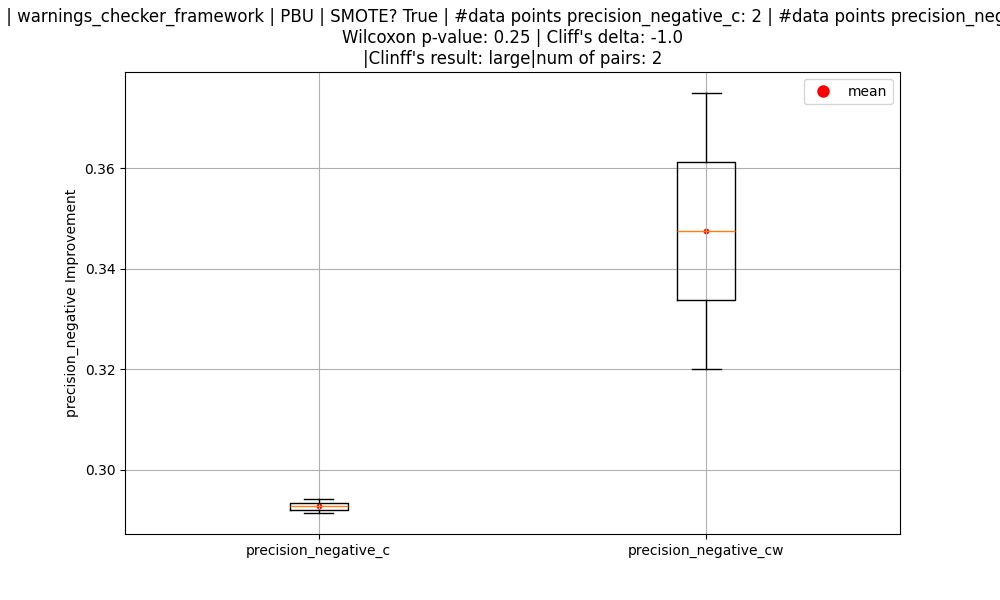 | warnings_checker_framework | PBU | SMOTE? True | #data points precision_negative_c: 2 | #data points
Wilcoxon p-value: 0.25 | Cliff's delta: -1.0
|Clinff's result: large|num of pairs: 2
mean
0.36
0.34
0.32
0.30
precision_negative Improvement
precision_negative_c
precision_negative_cw